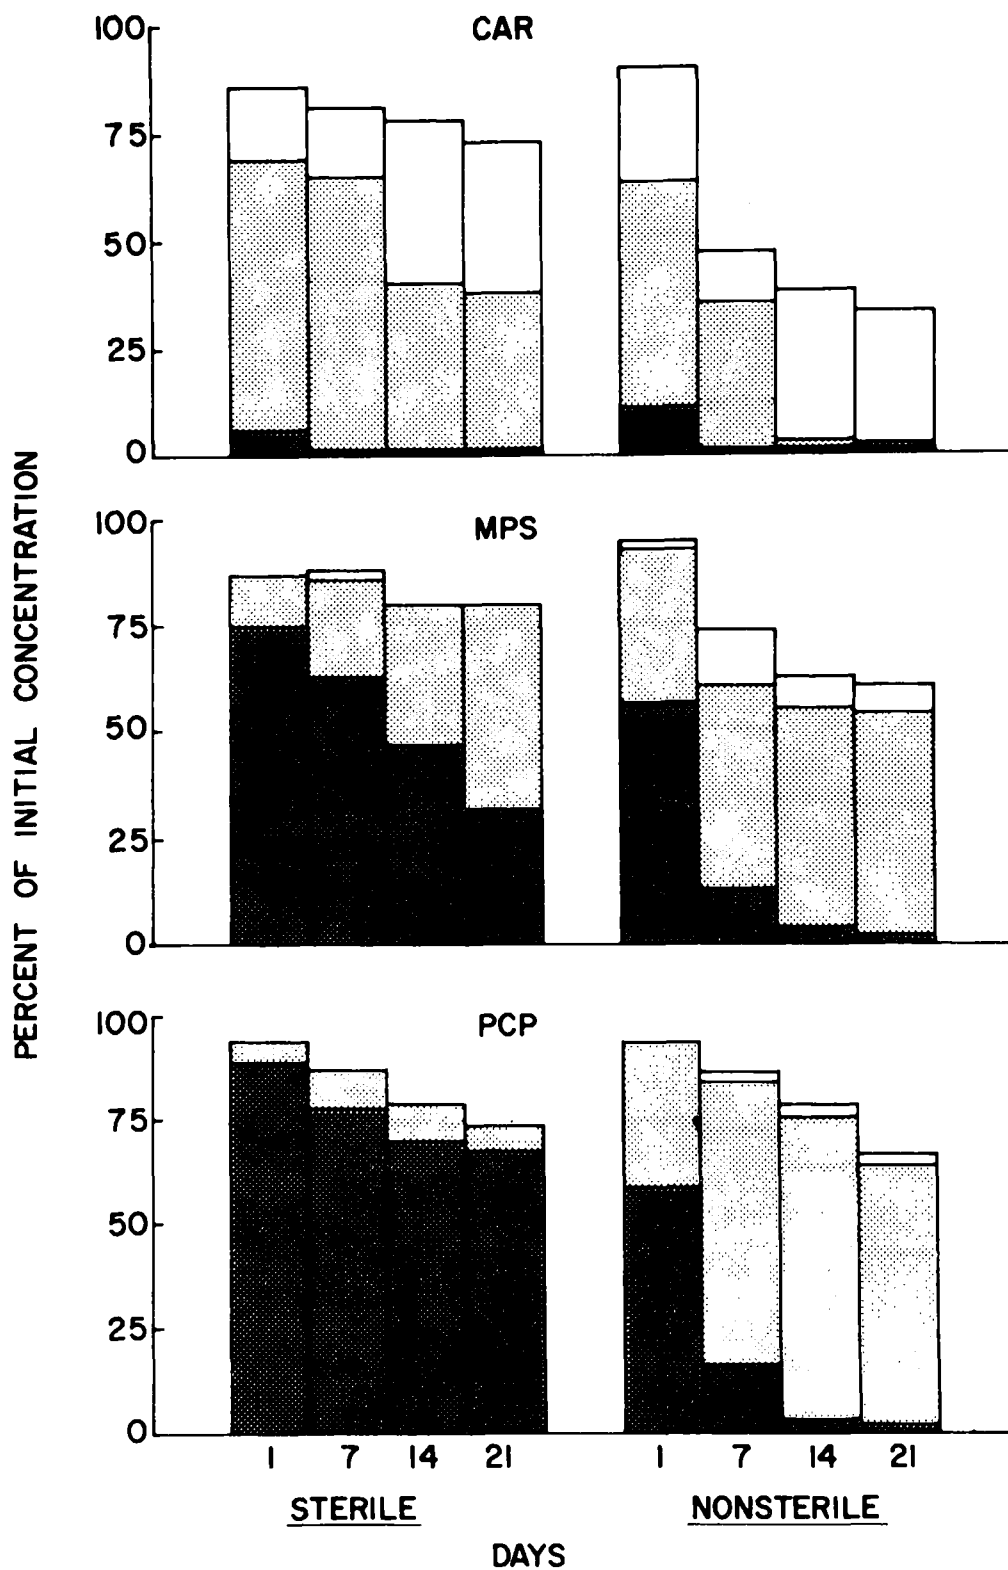 PERCENT OF INITIAL CONCENTRATION
CAR
100
75
50
25
0
MPS
100
75
50
25
0
PCP
100
75
50
25
0
1 7 14 21 1 7 14 21
STERILE NONSTERILE
DAYS